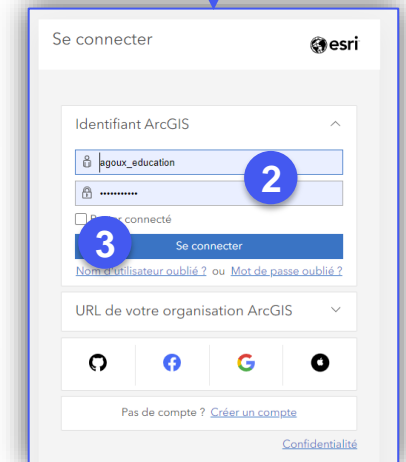 Se connecter
esri
Identifiant ArcGIS
agoux_education
•••••••••••
2
connecté
3
Se connecter
Nom d'utilisateur oublié ? ou Mot de passe oublié ?
URL de votre organisation ArcGIS
Pas de compte ? Créer un compte
Confidentialité